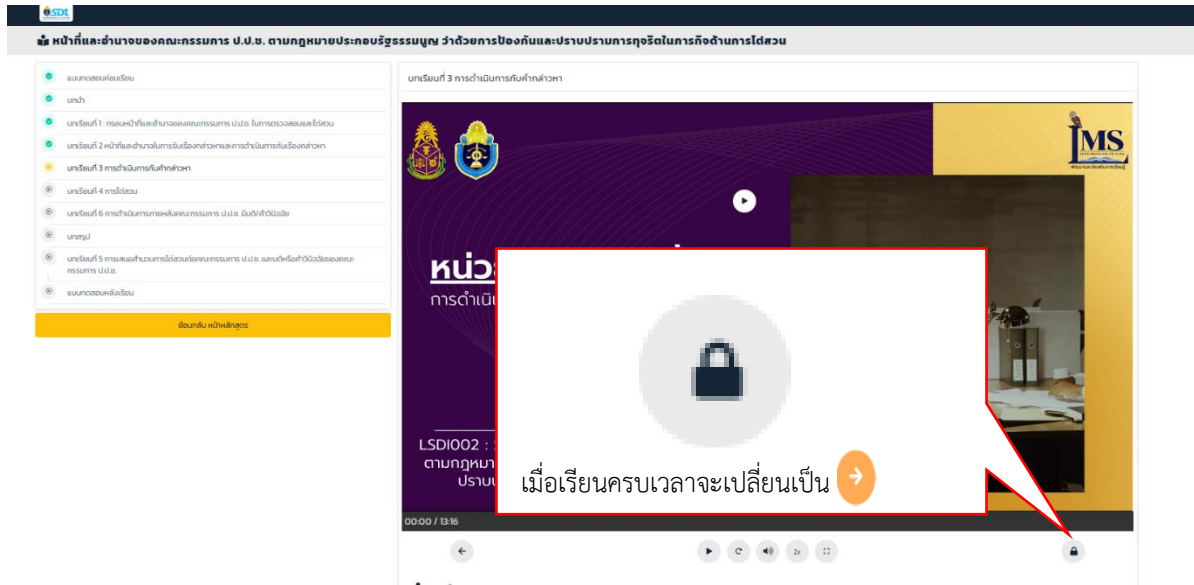 SDt
หน้าที่และอำนาจของคณะกรรมการ ป.ป.ช. ตามกฎหมายประกอบรัฐธรรมนูญ ว่าด้วยการป้องกันและปราบปรามการทุจริตในภารกิจด้านการไต่สวน
แบบทดสอบก่อนเรียน
บทนำ
บทเรียนที่ 1: กรอบหน้าที่และอำนาจของคณะกรรมการ ป.ป.ช. ในการตรวจสอบและไต่สวน
บทเรียนที่ 2 หน้าที่และอำนาจในการรับเรื่องกล่าวหาและการดำเนินการกับเรื่องกล่าวหา
บทเรียนที่ 3 การดำเนินการกับคำกล่าวหา
บทเรียนที่ 4 การไต่สวน
บทเรียนที่ 6 การดำเนินการภายหลังคณะกรรมการ ป.ป.ช. มีมติ/คำวินิจฉัย
บทสรุป
บทเรียนที่ 5 การเสนอสำนวนการไต่สวนต่อคณะกรรมการ ป.ป.ช. และมติหรือคำวินิจฉัยของคณะ
กรรมการ ป.ป.ช.
แบบทดสอบหลังเรียน
ย้อนกลับ หน้าหลักสูตร
บทเรียนที่ 3 การดำเนินการกับคำกล่าวหา
IMS
หน่ว
การดำเนิ
LSDI002 :
ตามกฎหมา
ปราบ
เมื่อเรียนครบเวลาจะเปลี่ยนเป็น
00:00 / 13:16
2x